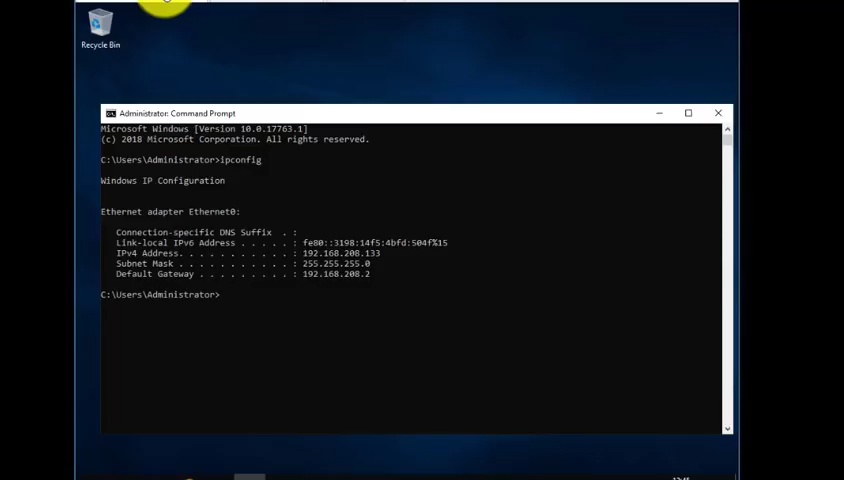 Recycle Bin
Administrator: Command Prompt
Microsoft Windows [Version 10.0.17763.1]
(c) 2018 Microsoft Corporation. All rights reserved.
C:\Users\Administrator>ipconfig
Windows IP Configuration
Ethernet adapter Ethernet0:
Connection-specific DNS Suffix  . :
Link-local IPv6 Address . . . . . : fe80::3198:14f5:4bfd:504f%15
IPv4 Address. . . . . . . . . . . : 192.168.208.133
Subnet Mask . . . . . . . . . . . : 255.255.255.0
Default Gateway . . . . . . . . . : 192.168.208.2
C:\Users\Administrator>